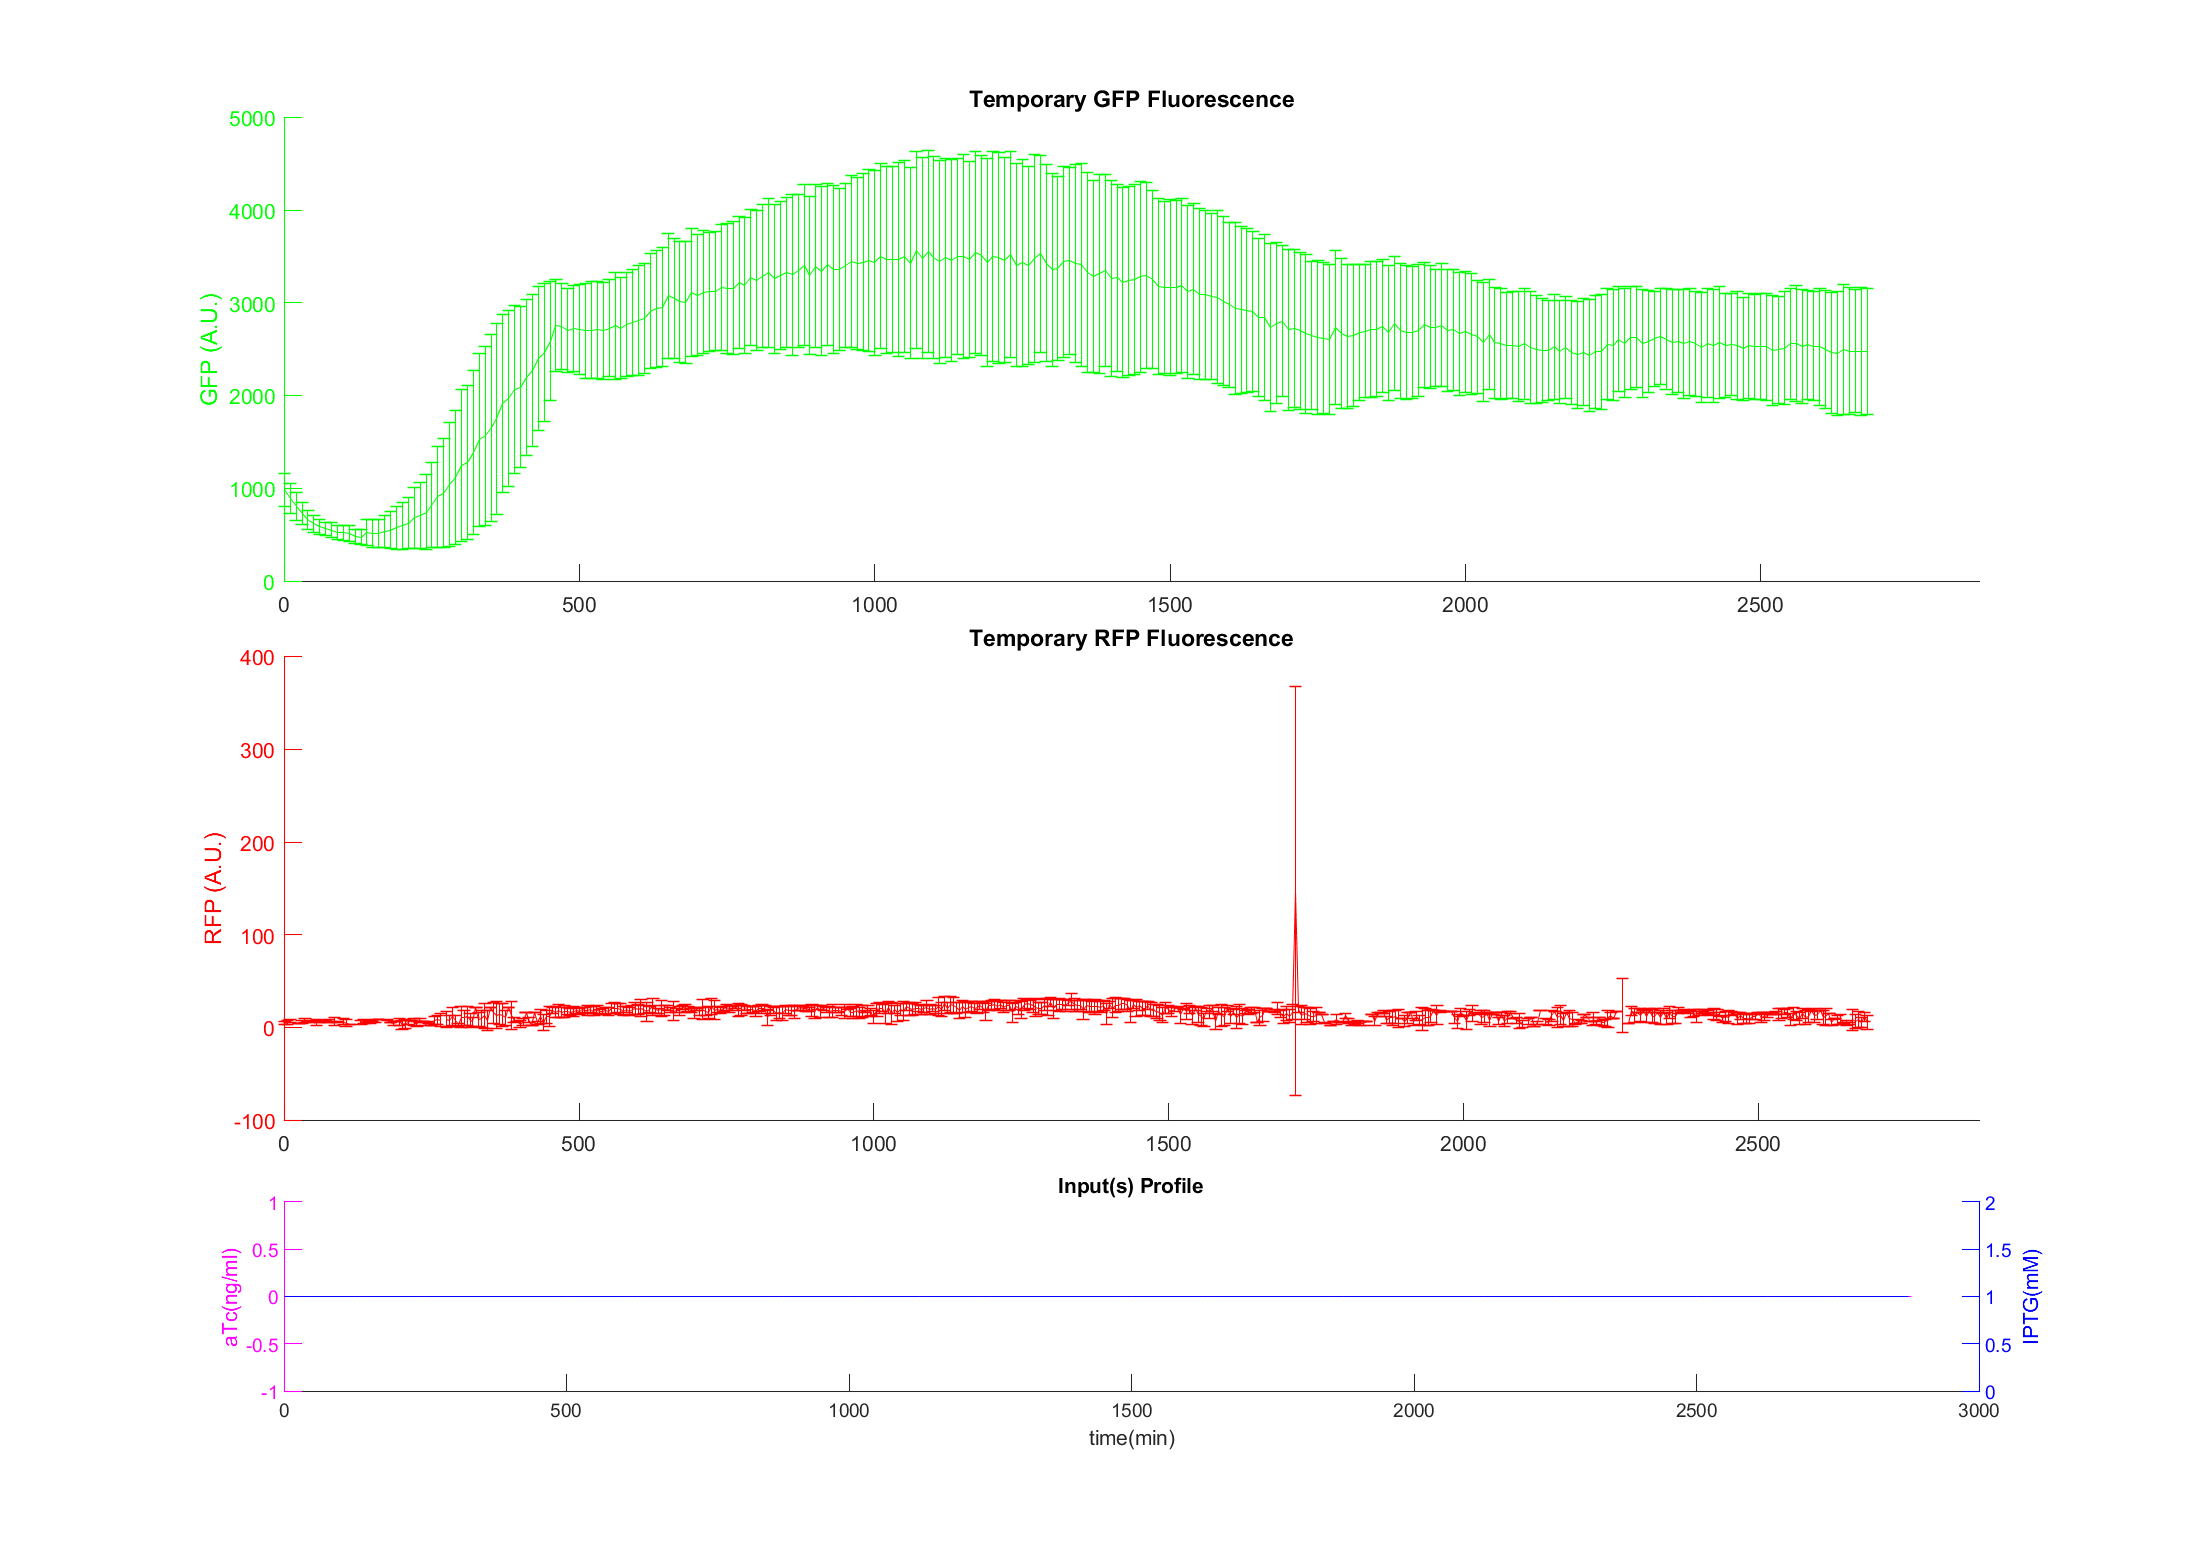 Temporary GFP Fluorescence
5000
4000
3000
2000
1000
0
GFP (A.U.)
0 500 1000 1500 2000 2500
Temporary RFP Fluorescence
400
300
200
100
0
-100
RFP (A.U.)
0 500 1000 1500 2000 2500
Input(s) Profile
1
0.5
0
-0.5
-1
aTc(ng/ml)
2
1.5
1
0.5
0
IPTG(mM)
0 500 1000 1500 2000 2500 3000
time(min)